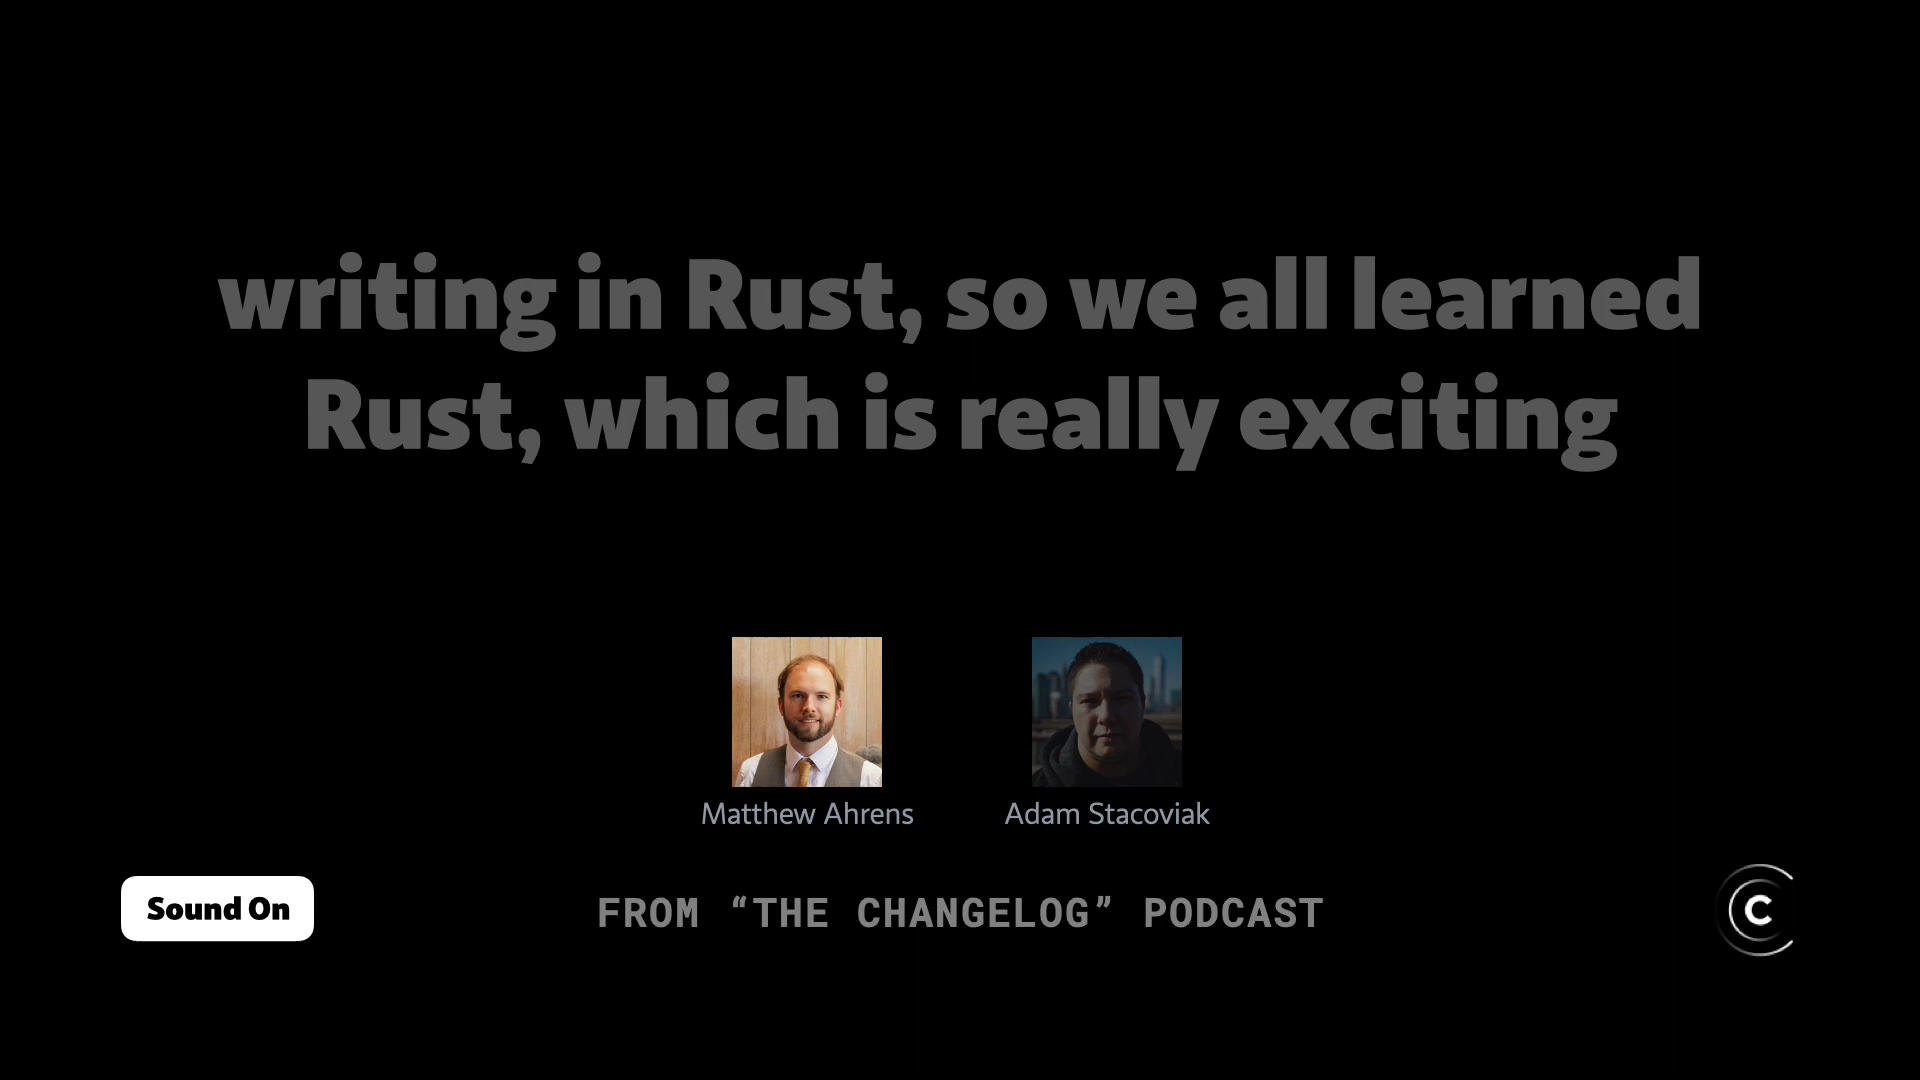 writing in Rust, so we all learned
Rust, which is really exciting
Matthew Ahrens
Adam Stacoviak
Sound On
FROM “THE CHANGELOG” PODCAST
C